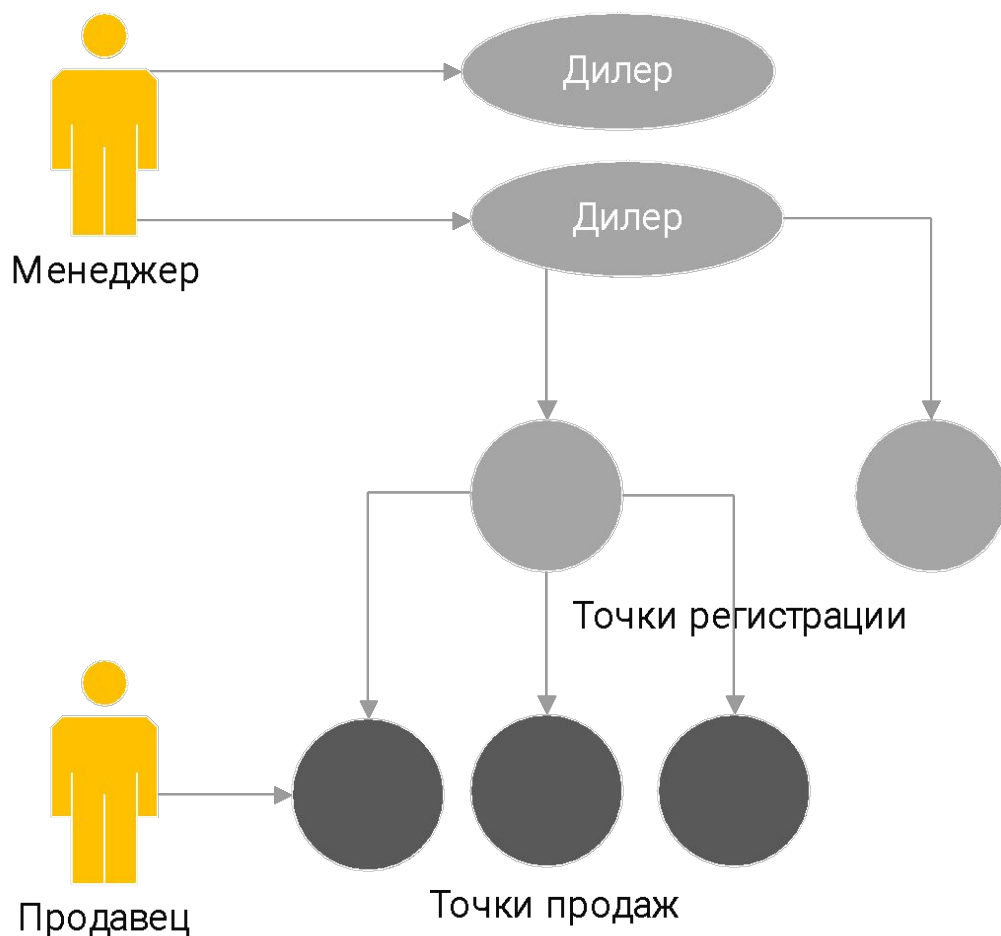 Дилер
Дилер
Менеджер
Точки регистрации
Точки продаж
Продавец